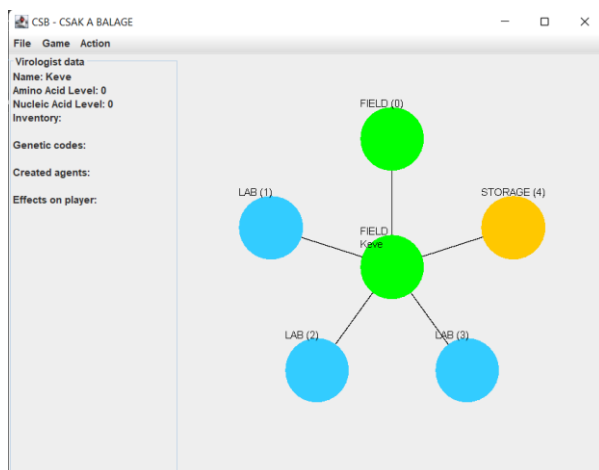 CSB - CSAK A BALAGE
File Game Action
Virologist data
Name: Keve
Amino Acid Level: 0
Nucleic Acid Level: 0
Inventory:
Genetic codes:
Created agents:
Effects on player:
FIELD (0)
LAB (1)
STORAGE (4)
FIELD
Keve
LAB (2)
LAB (3)